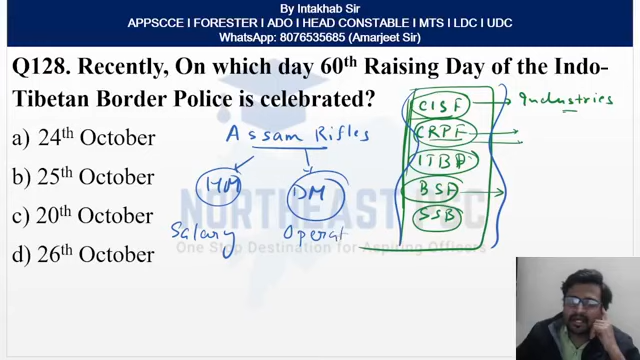 By Intakhab Sir
APPSCCE I FORESTER I ADO I HEAD CONSTABLE I MTS I LDC I UDC
WhatsApp: 8076535685 (Amarjeet Sir)
Q128. Recently, On which day 60th Raising Day of the Indo-
Tibetan Border Police is celebrated?
a) 24th October
b) 25th October
c) 20th October
d) 26th October
Assam Rifles
HM
DM
Salary
Operat
CISF
Industries
CRPF
ITBP
BSF
SSB
NORTHEAST
One Stop Destination for Aspiring Officers